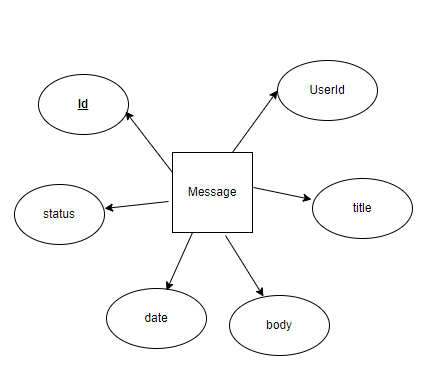 UserId
Id
Message
title
status
date
body